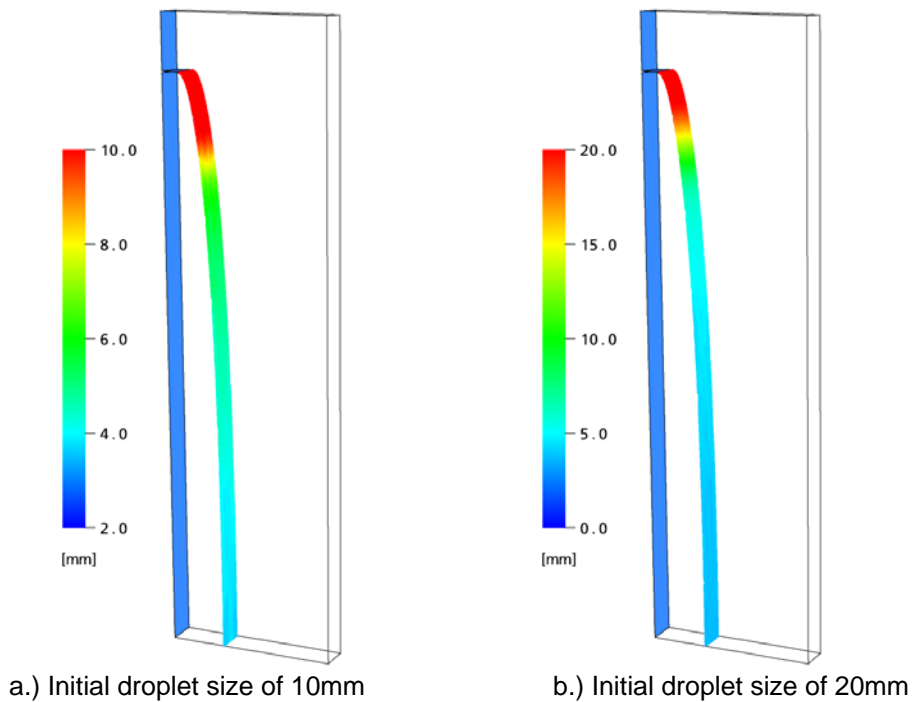 10.0
8.0
6.0
4.0
2.0
[mm]
20.0
15.0
10.0
5.0
0.0
[mm]
a.) Initial droplet size of 10mm
b.) Initial droplet size of 20mm